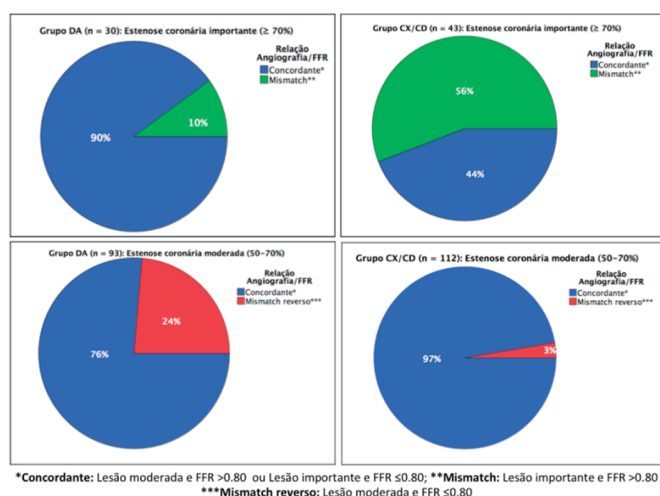 Grupo DA (n = 30): Estenose coronária importante (≥ 70%)
Relação
Angiografia/FFR
Concordante*
Mismatch**
90%
10%
Grupo CX/CD (n = 43): Estenose coronária importante (≥ 70%)
Relação
Angiografia/FFR
Concordante*
Mismatch**
56%
44%
Grupo DA (n = 93): Estenose coronária moderada (50-70%)
Relação
Angiografia/FFR
Concordante*
Mismatch reverso***
24%
76%
Grupo CX/CD (n = 112): Estenose coronária moderada (50-70%)
Relação
Angiografia/FFR
Concordante*
Mismatch reverso***
97%
3%
*Concordante: Lesão moderada e FFR >0.80 ou Lesão importante e FFR ≤0.80; **Mismatch: Lesão importante e FFR >0.80
***Mismatch reverso: Lesão moderada e FFR ≤0.80